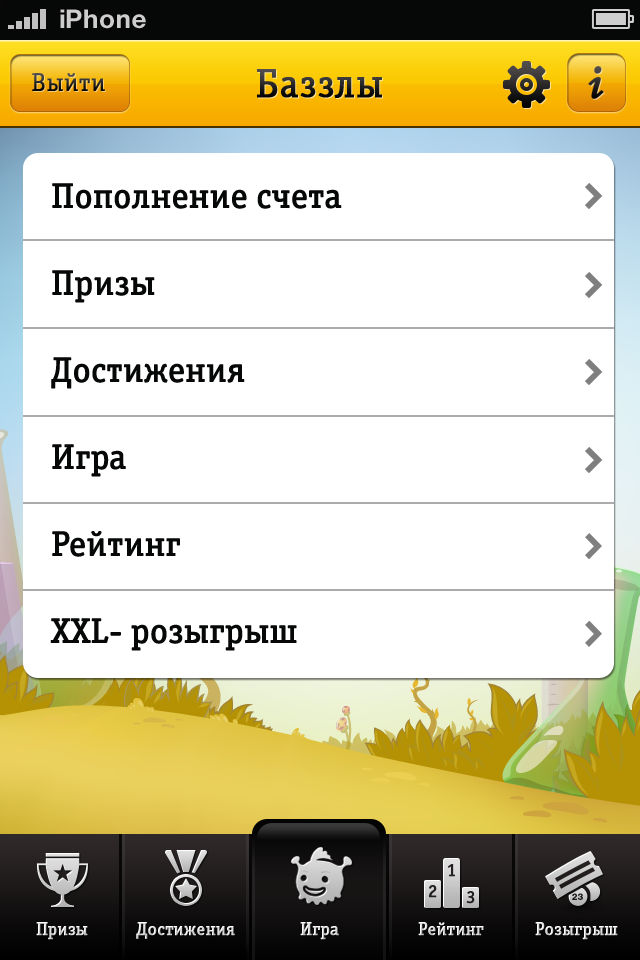 iPhone
Выйти
Баззлы
i
Пополнение счета
Призы
Достижения
Игра
Рейтинг
XXL- розыгрыш
1
2
3
23
Призы
Достижения
Игра
Рейтинг
Розыгрыш